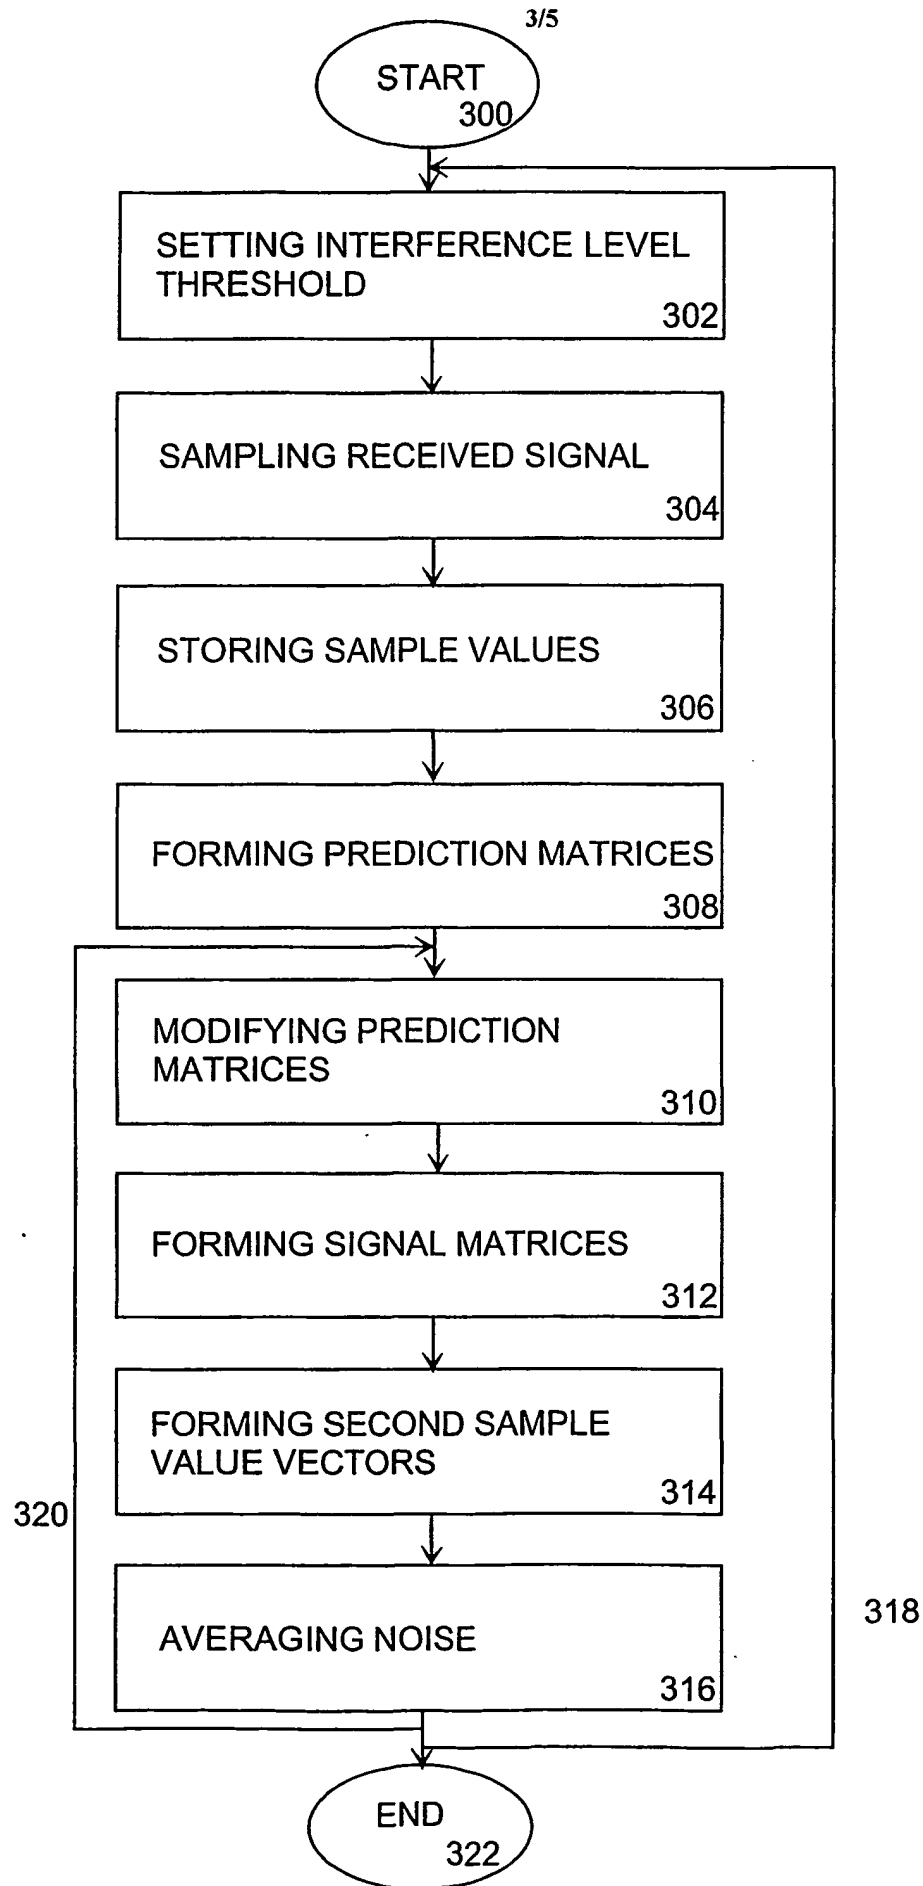 3/5
START
300
SETTING INTERFERENCE LEVEL
THRESHOLD
302
SAMPLING RECEIVED SIGNAL
304
STORING SAMPLE VALUES
306
FORMING PREDICTION MATRICES
308
MODIFYING PREDICTION
MATRICES
310
FORMING SIGNAL MATRICES
312
FORMING SECOND SAMPLE
VALUE VECTORS
314
320
AVERAGING NOISE
316
318
END
322